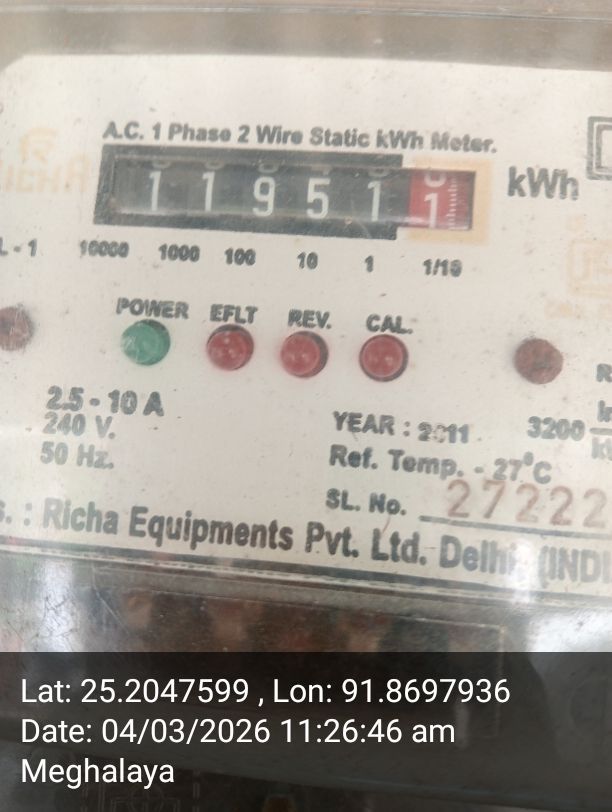 A.C. 1 Phase 2 Wire Static kWh Meter.
1 1 9 5 1 1 kWh
10000 1000 100 10 1 1/10
POWER EFLT REV. CAL.
2.5 - 10 A
240 V.
50 Hz.
YEAR : 2011
3200
Ref. Temp. - 27°C
SL. No. 27222
Richa Equipments Pvt. Ltd. Delhi (INDI
Lat: 25.2047599 , Lon: 91.8697936
Date: 04/03/2026 11:26:46 am
Meghalaya